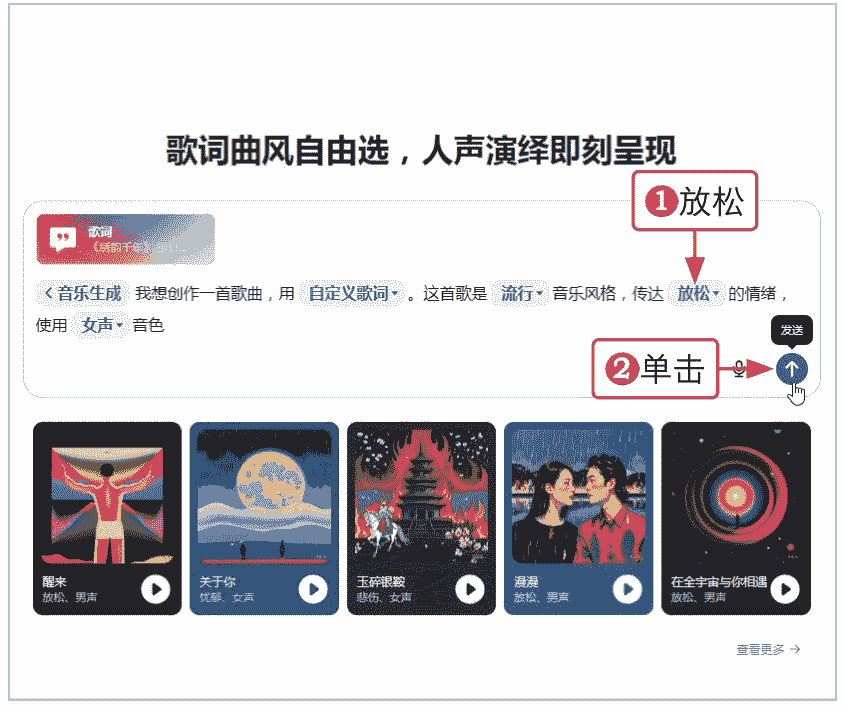 歌词曲风自由选，人声演绎即刻呈现
❶放松
歌词
音乐生成 我想创作一首歌曲，用 自定义歌词 。这首歌是 流行 音乐风格，传达 放松 的情绪，
使用 女声 音色
发送
❷单击
醒来
放松、男声
关于你
忧郁、女声
玉碎银鞍
悲伤、女声
漫漫
放松、男声
在全宇宙与你相遇
放松、男声
查看更多